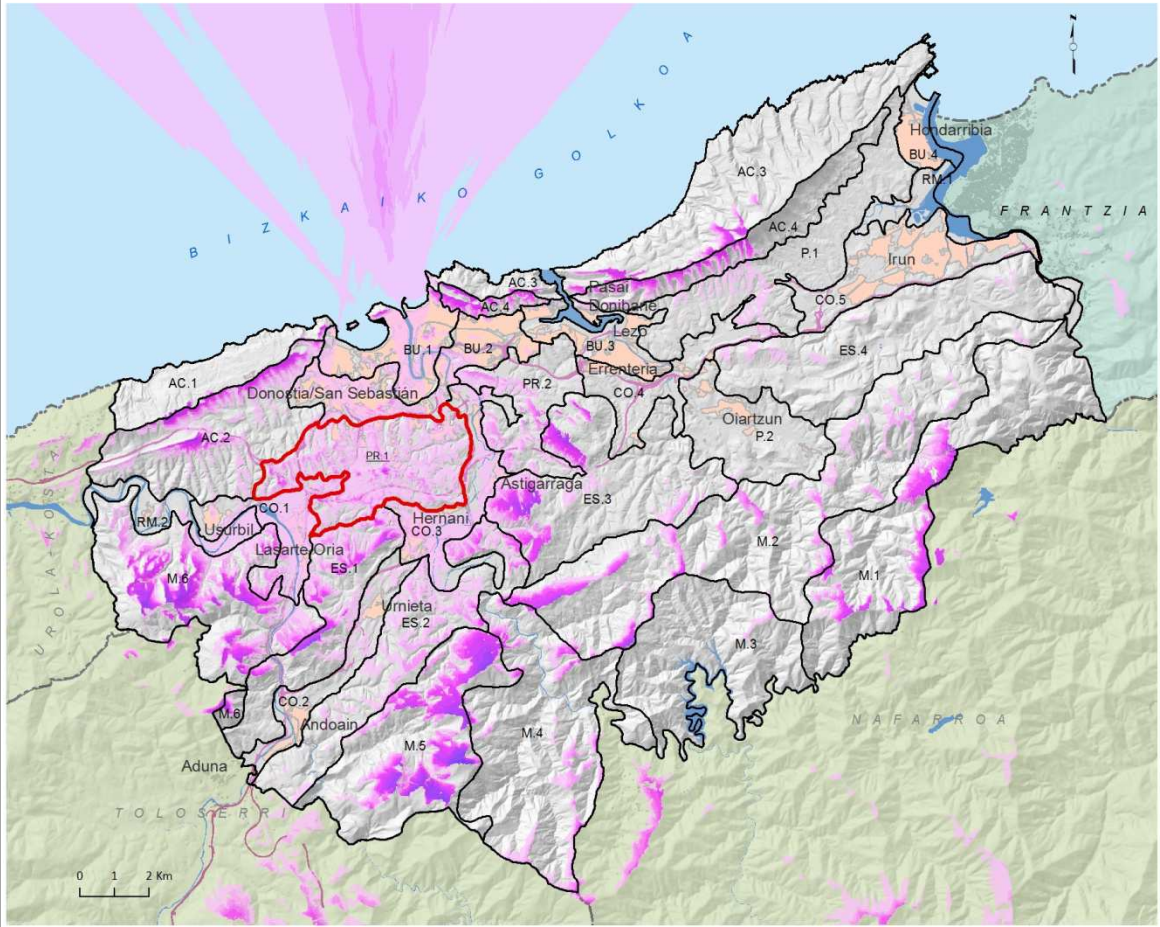 N
BIZKAIKO GOLKOA
Hondarribia
BU.4
RM.1
FRANTZIA
AC.3
AC.4
P.1
Irun
CO.5
AC.3
AC.4
Pasai
Donibane
Lezo
BU.1
BU.2
BU.3
Errenteria
ES.4
AC.1
Donostia/San Sebastián
PR.2
CO.4
Oiartzun
P.2
AC.2
PR.1
UROLA-KOSTA
Astigarraga
ES.3
RM.2
CO.1
Usurbil
Hernani
CO.3
Lasarte-Oria
M.2
M.6
ES.1
M.1
Urnieta
ES.2
M.3
CO.2
M.6
Andoain
NAFARROA
M.4
M.5
Aduna
TOLOSERRI
0 1 2 Km